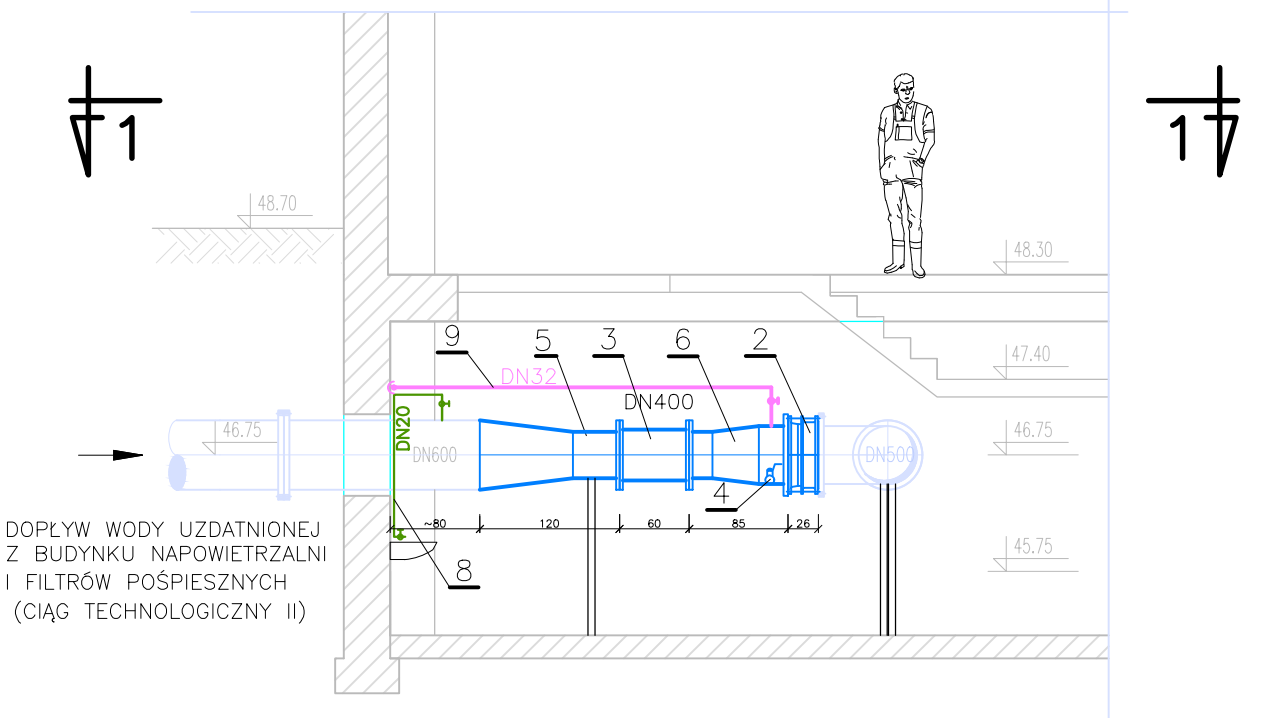 1
1
48.70
48.30
9
5
3
6
2
47.40
DN32
DN400
DN20
46.75
DN600
DN500
46.75
4
~80
120
60
85
26
DOPŁYW WODY UZDATNIONEJ
Z BUDYNKU NAPOWIETRZALNI
I FILTRÓW POŚPIESZNYCH
(CIĄG TECHNOLOGICZNY II)
45.75
8